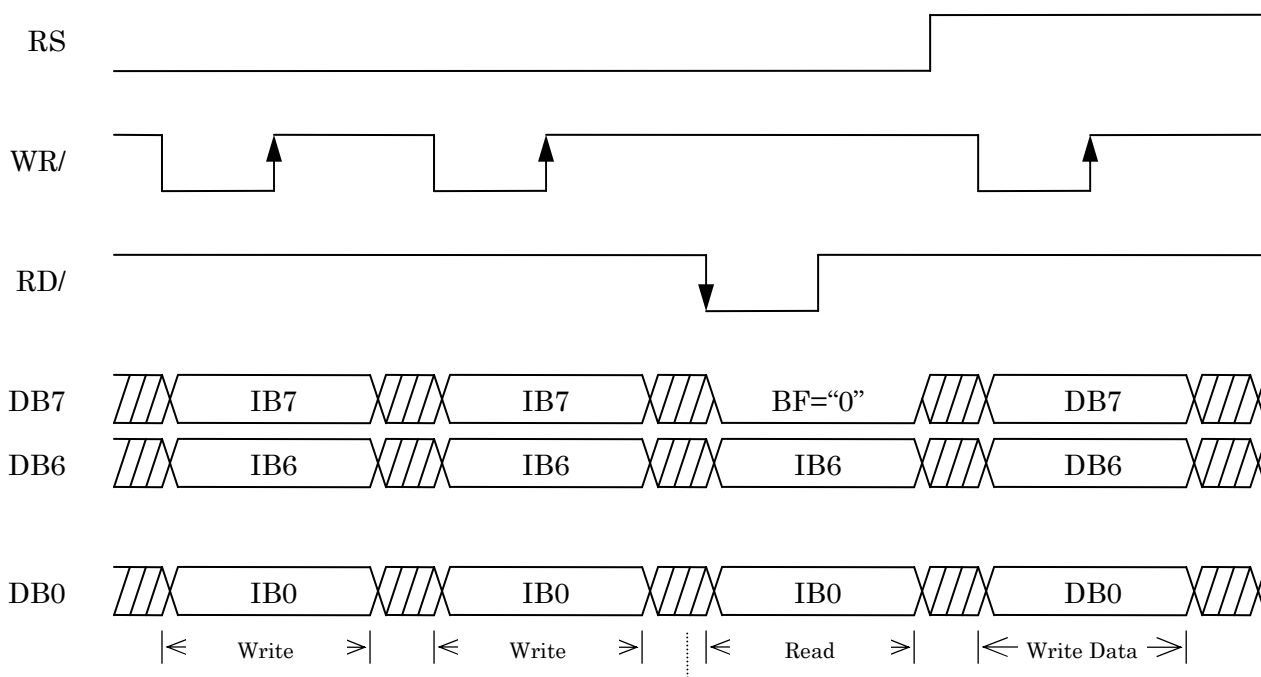 RS
WR/
RD/
DB7 IB7 IB7 BF=“0” DB7
DB6 IB6 IB6 IB6 DB6
DB0 IB0 IB0 IB0 DB0
Write Write Read Write Data